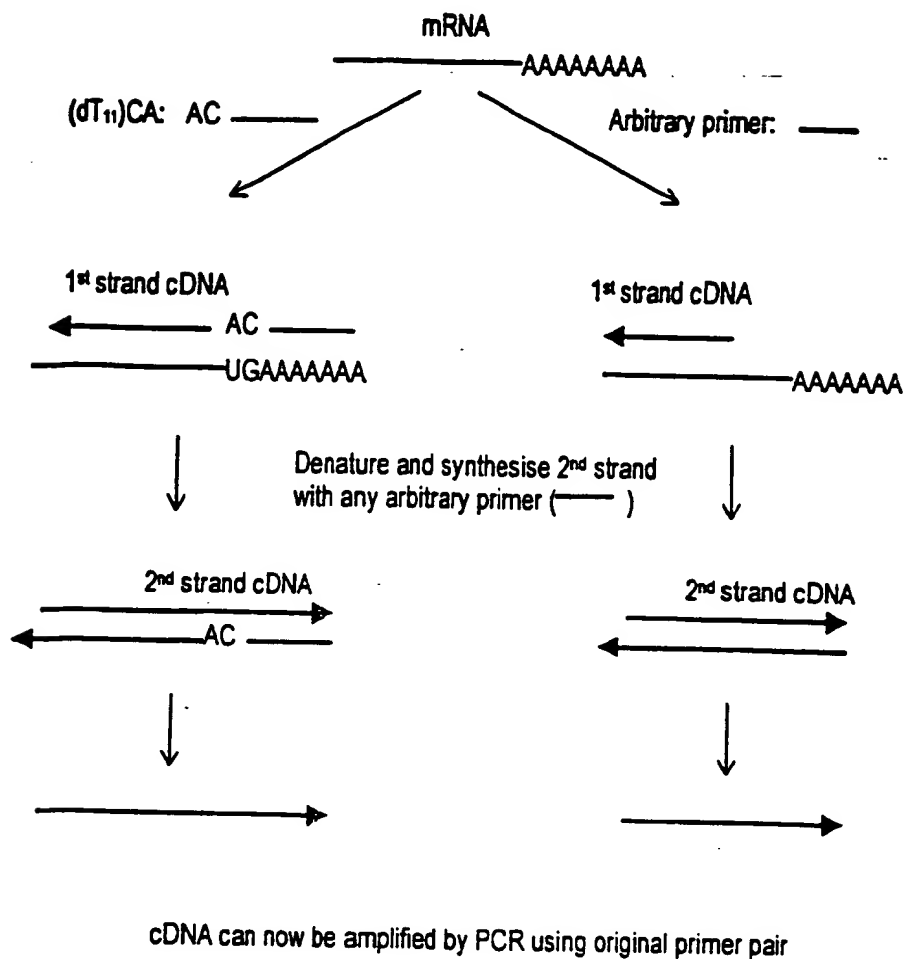 mRNA
AAAAAAAA
(dT₁₁)CA: AC
Arbitrary primer:
1st strand cDNA
AC
UGAAAAAAA
1st strand cDNA
AAAAAAA
Denature and synthesise 2nd strand
with any arbitrary primer ( )
2nd strand cDNA
AC
2nd strand cDNA
cDNA can now be amplified by PCR using original primer pair